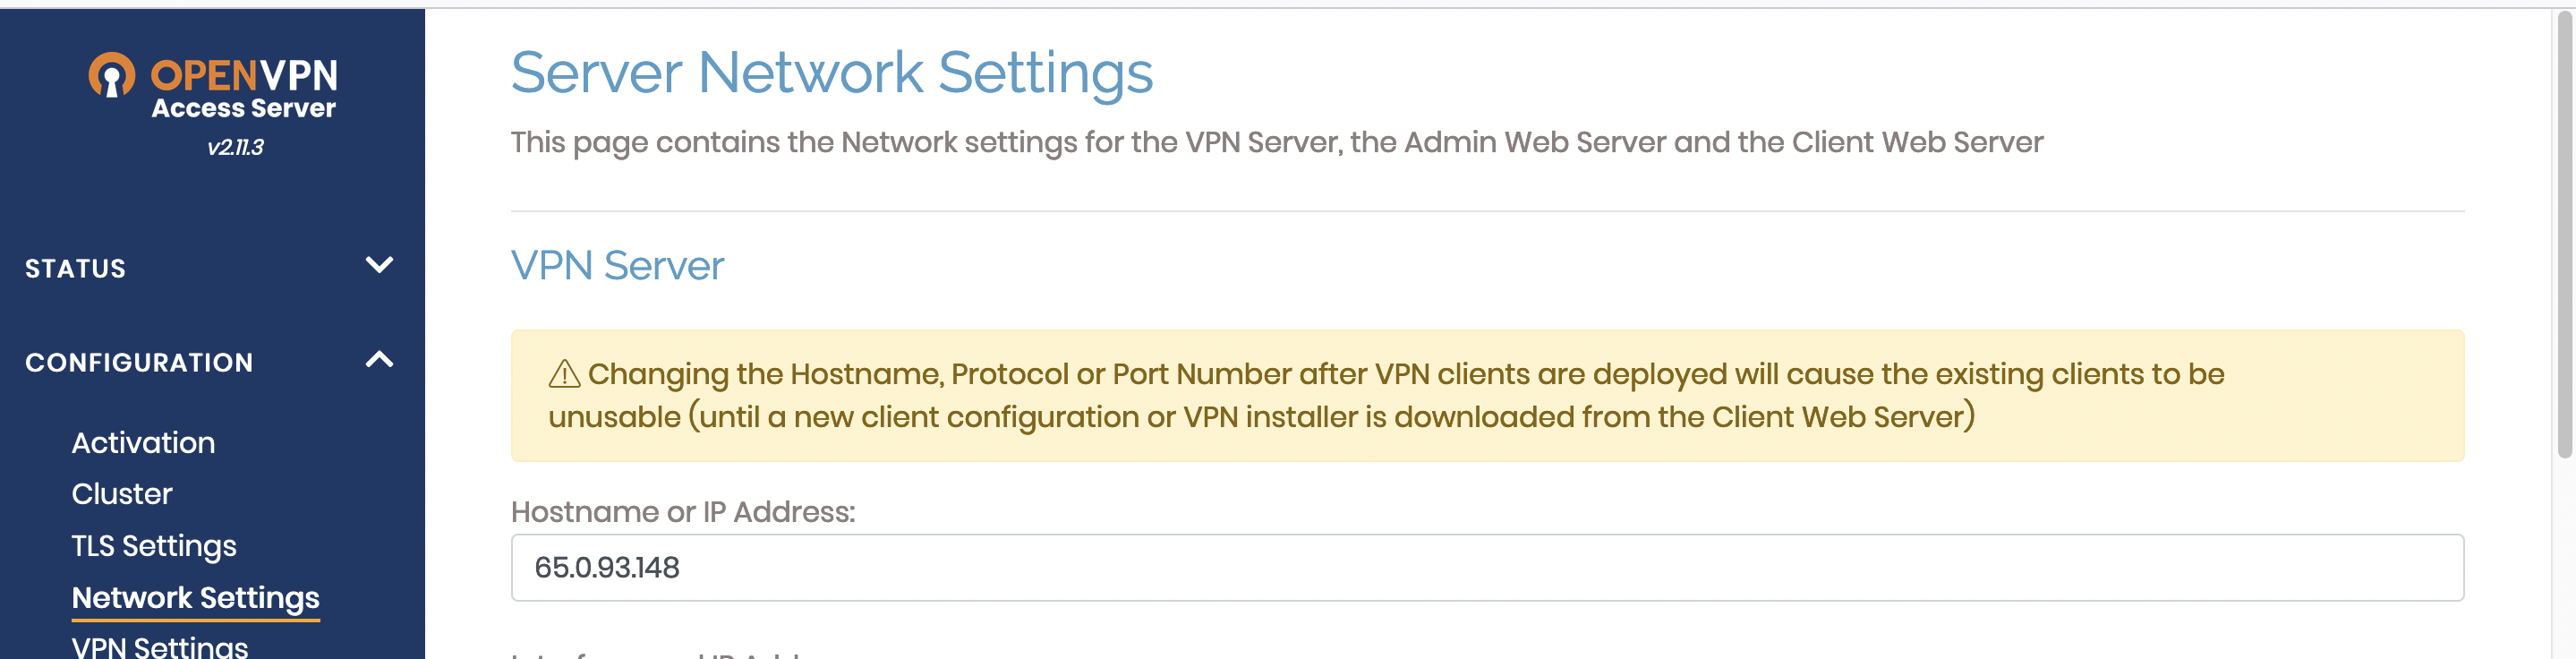 OPENVPN
Access Server
v2.11.3
STATUS
CONFIGURATION
Activation
Cluster
TLS Settings
Network Settings
VPN Settings
Server Network Settings
This page contains the Network settings for the VPN Server, the Admin Web Server and the Client Web Server
VPN Server
Changing the Hostname, Protocol or Port Number after VPN clients are deployed will cause the existing clients to be
unusable (until a new client configuration or VPN installer is downloaded from the Client Web Server)
Hostname or IP Address:
65.0.93.148